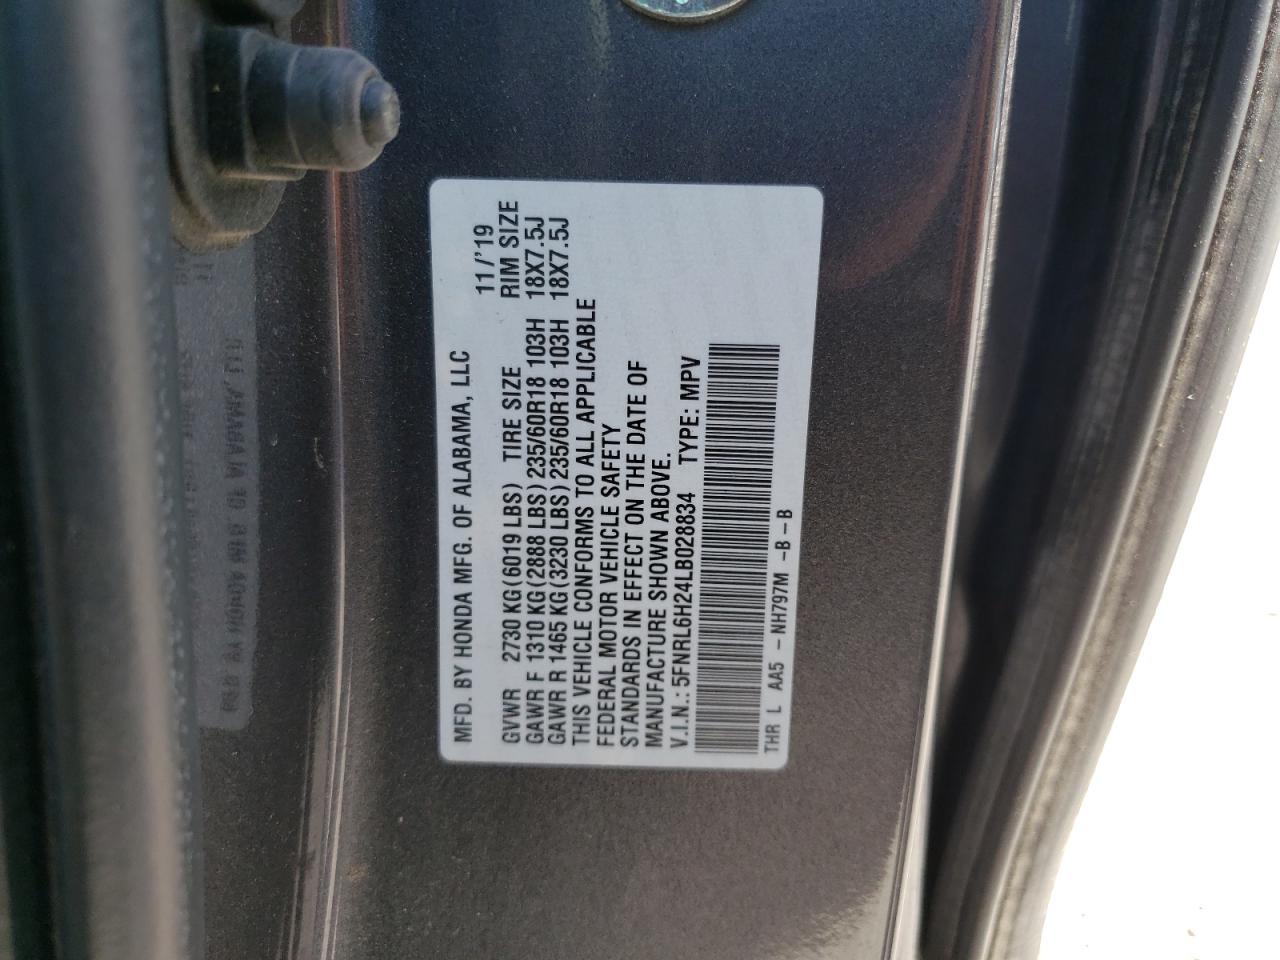 MFD. BY HONDA MFG. OF ALABAMA, LLC 11/'19
GVWR 2730 KG(6019 LBS) TIRE SIZE RIM SIZE
GAWR F 1310 KG(2888 LBS)235/60R18 103H 18X7.5J
GAWR R 1465 KG(3230 LBS)235/60R18 103H 18X7.5J
THIS VEHICLE CONFORMS TO ALL APPLICABLE
FEDERAL MOTOR VEHICLE SAFETY
STANDARDS IN EFFECT ON THE DATE OF
MANUFACTURE SHOWN ABOVE.
V.I.N.: 5FNRL6H24LB028834 TYPE: MPV
THR L AA5 -NH797M -B-B